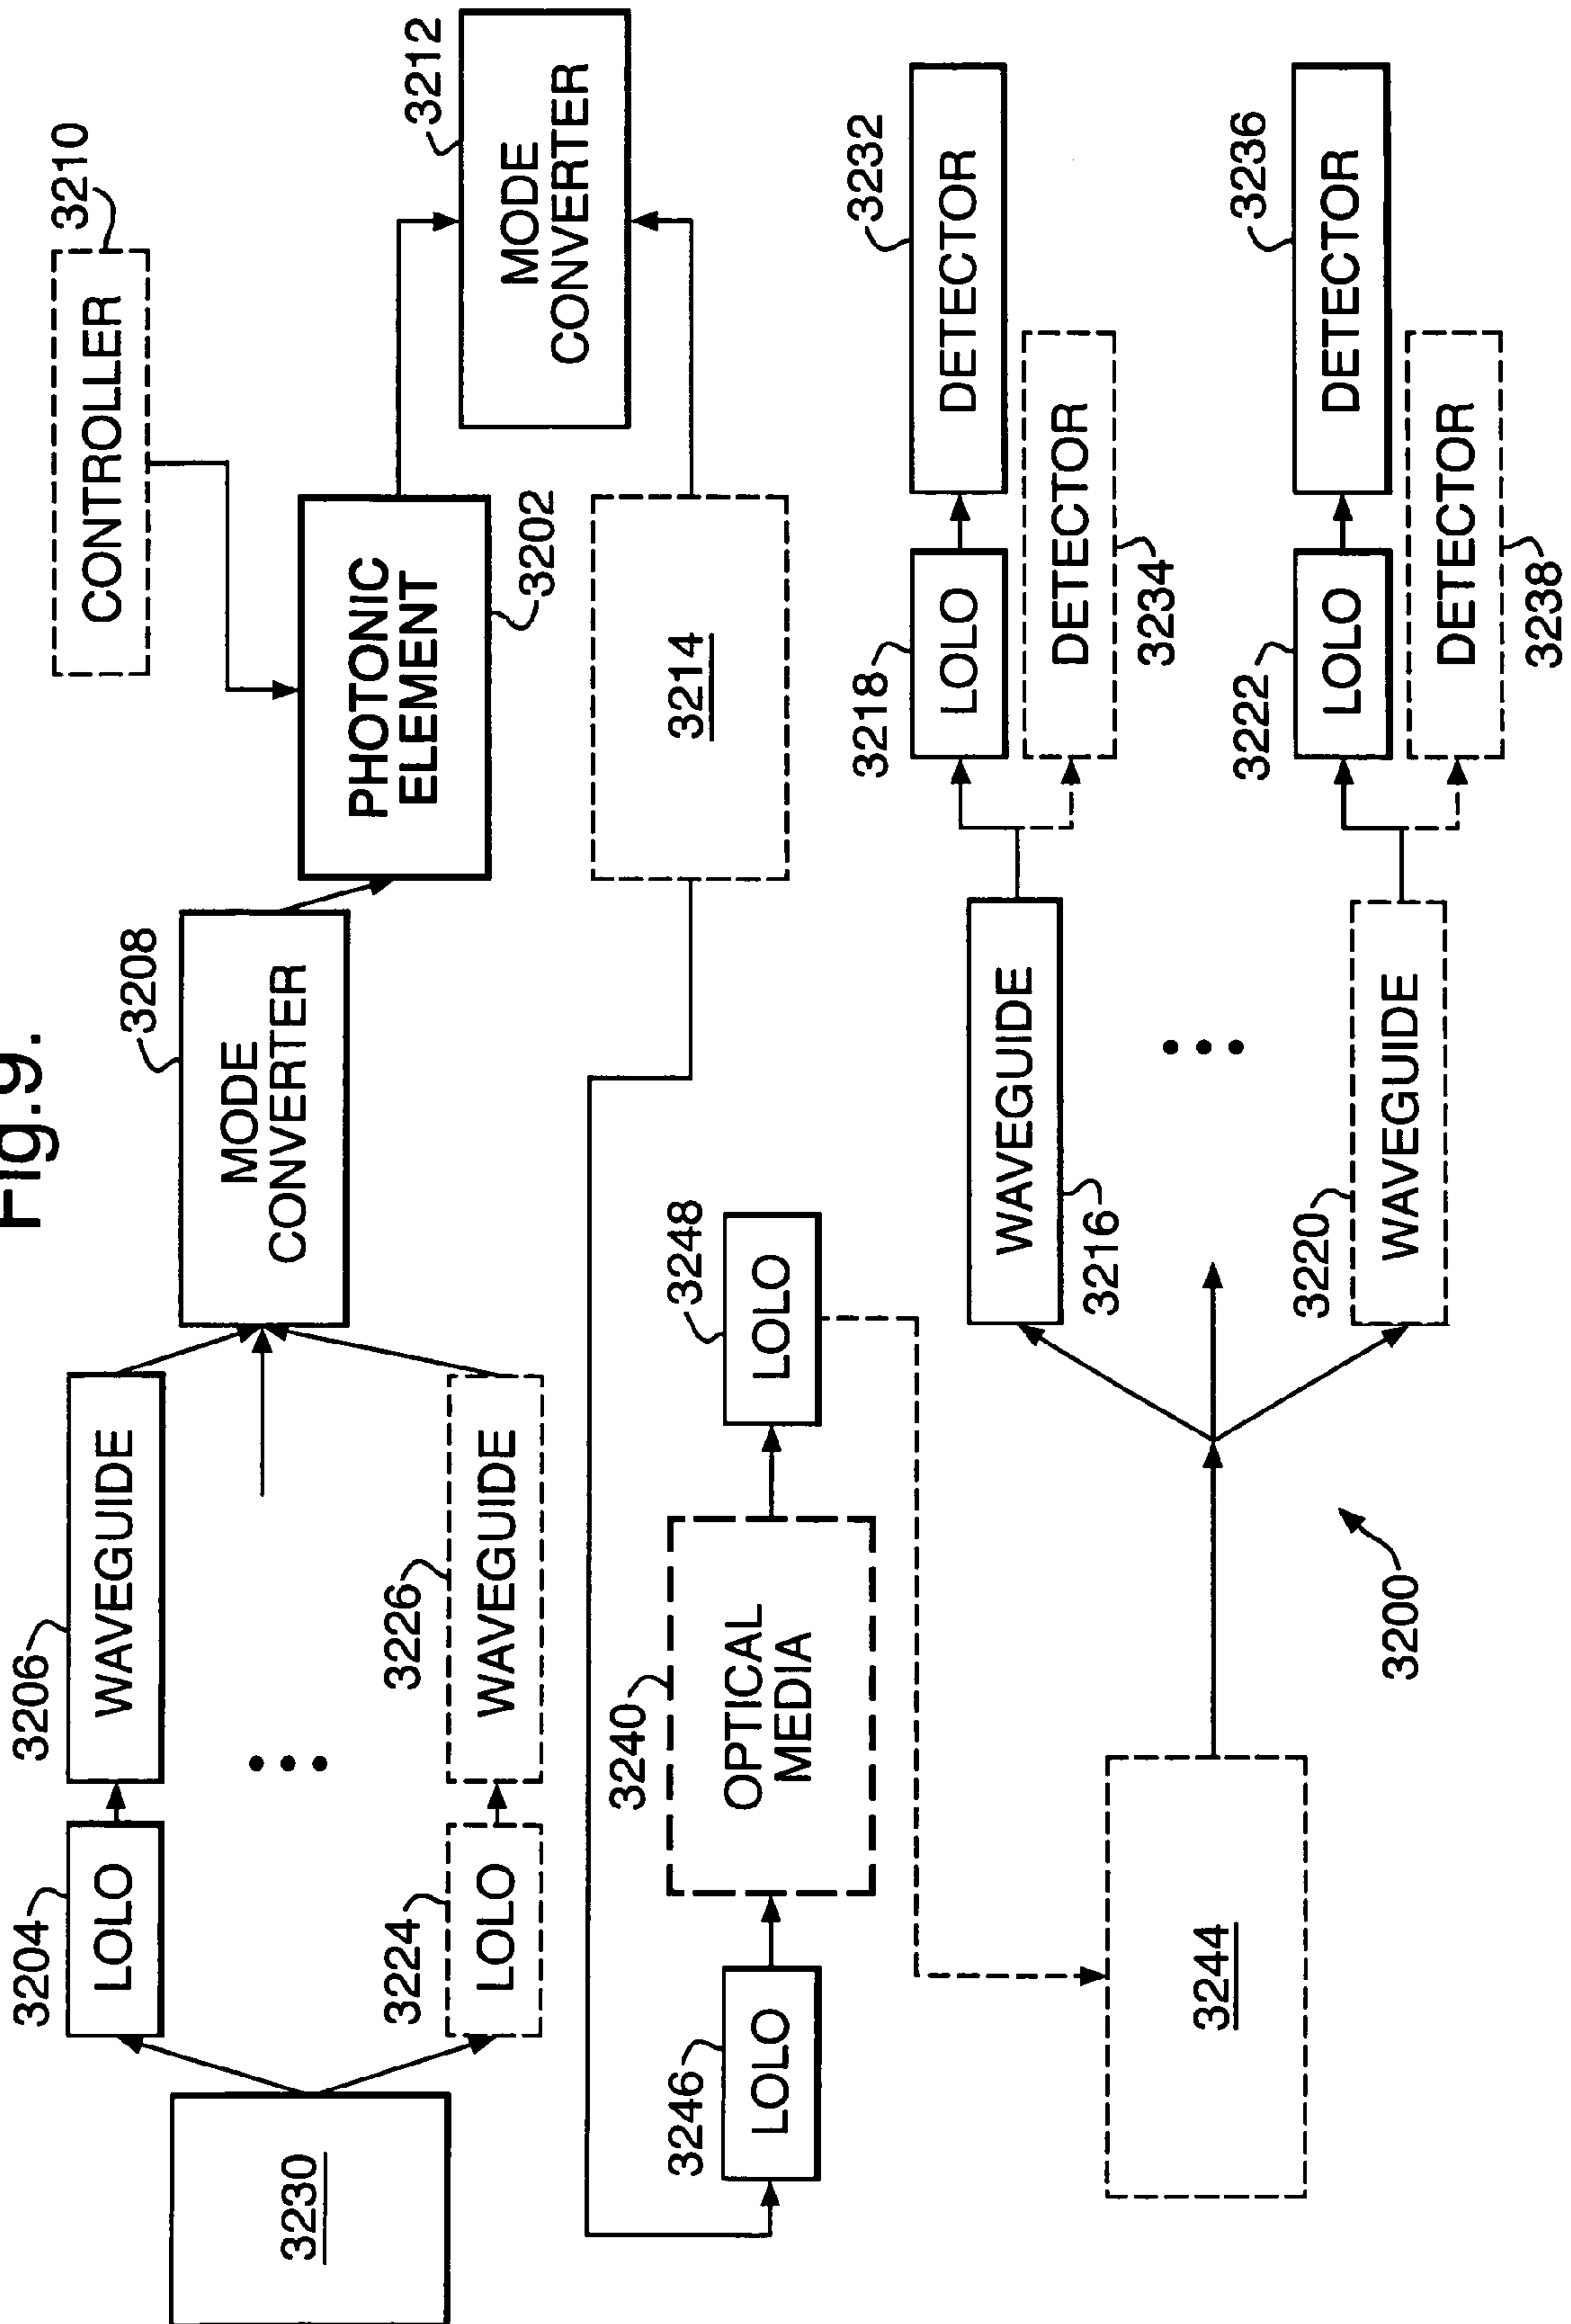 Fig.9.
3204
LOLO
3206
WAVEGUIDE
3208
MODE
CONVERTER
3210
CONTROLLER
3230
3224
LOLO
3226
WAVEGUIDE
PHOTONIC
ELEMENT
3202
3212
MODE
CONVERTER
3214
3246
LOLO
3240
OPTICAL
MEDIA
3248
LOLO
3244
3200
WAVEGUIDE
3216
3218
LOLO
3232
DETECTOR
DETECTOR
3234
3220
WAVEGUIDE
3222
LOLO
3236
DETECTOR
DETECTOR
3238